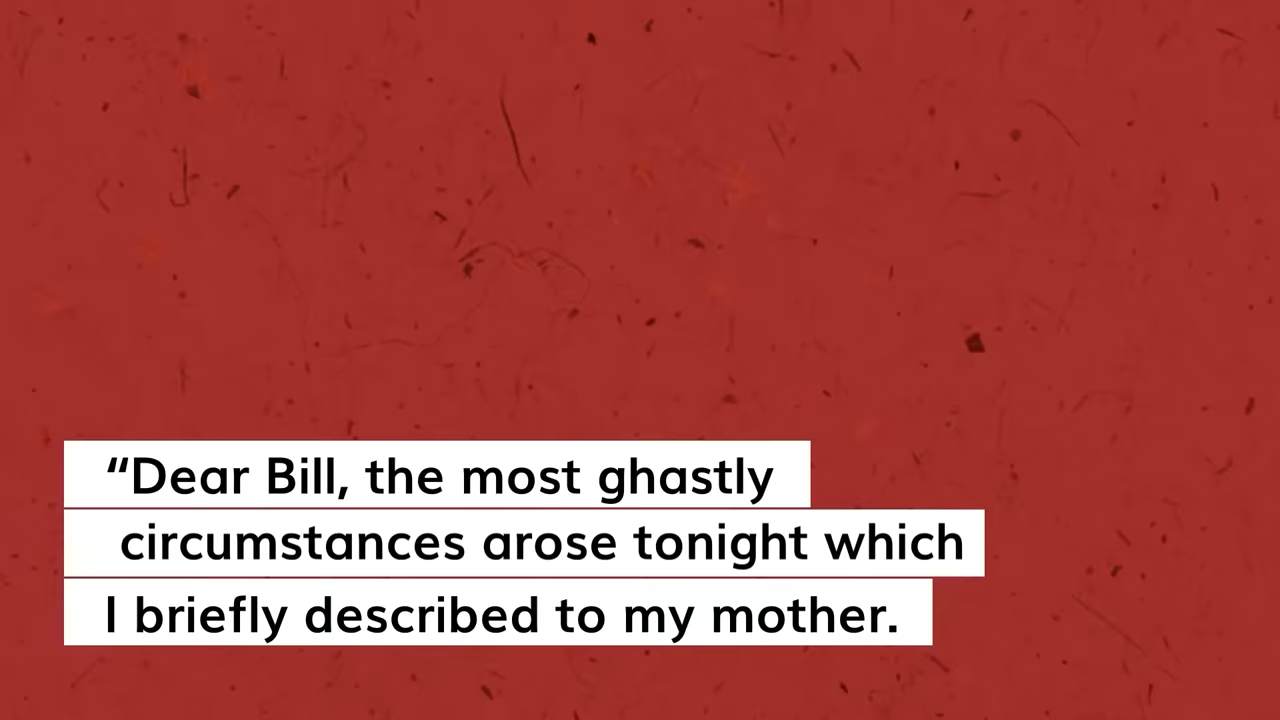 “Dear Bill, the most ghastly
circumstances arose tonight which
I briefly described to my mother.